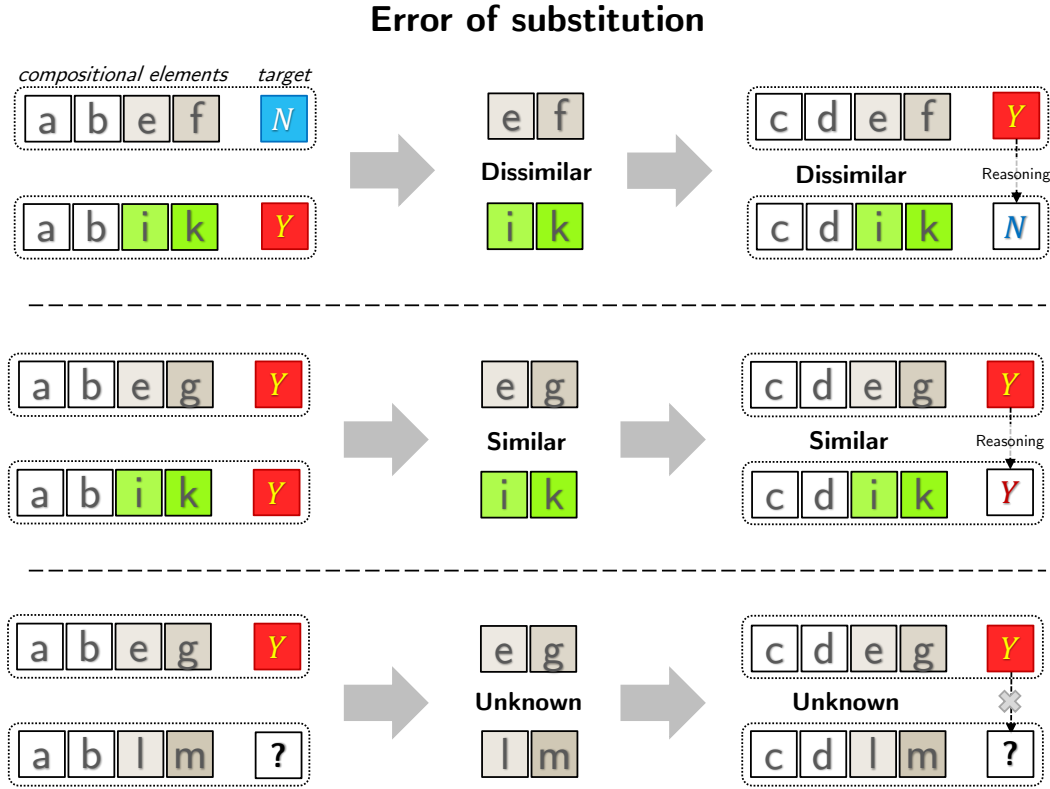 Error of substitution
compositional elements target
a b e f N
e f
c d e f Y
Dissimilar
Dissimilar
Reasoning
a b i k Y
i k
c d i k N
a b e g Y
e g
c d e g Y
Similar
Similar
Reasoning
a b i k Y
i k
c d i k Y
a b e g Y
e g
c d e g Y
Unknown
Unknown
a b l m ?
l m
c d l m ?